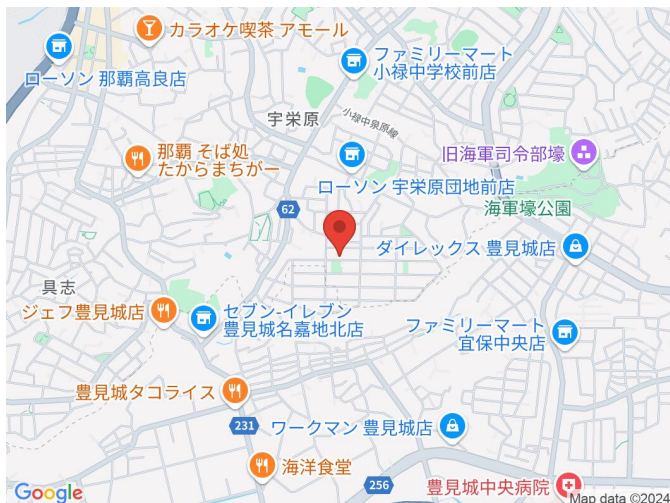 カラオケ喫茶 アモール
ファミリーマート
小禄中学校前店
ローソン 那覇高良店
小禄中泉原線
宇栄原
那覇 そば処
たからまちがー
旧海軍司令部壕
ローソン 宇栄原団地前店
62
海軍壕公園
ダイレックス 豊見城店
具志
ジェフ豊見城店
セブン-イレブン
豊見城名嘉地北店
ファミリーマート
宜保中央店
豊見城タコライス
231
ワークマン 豊見城店
海洋食堂
256
豊見城中央病院
Google
Map data ©2024